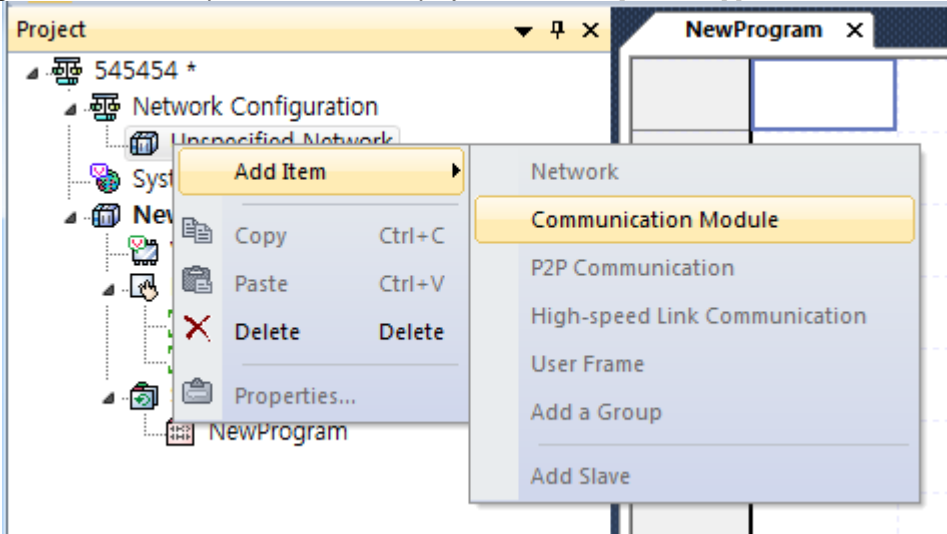 Project
NewProgram
545454 *
Network Configuration
Unspecified Network
Add Item
Network
Communication Module
Copy Ctrl+C
P2P Communication
Paste Ctrl+V
High-speed Link Communication
Delete Delete
User Frame
Properties...
Add a Group
NewProgram
Add Slave